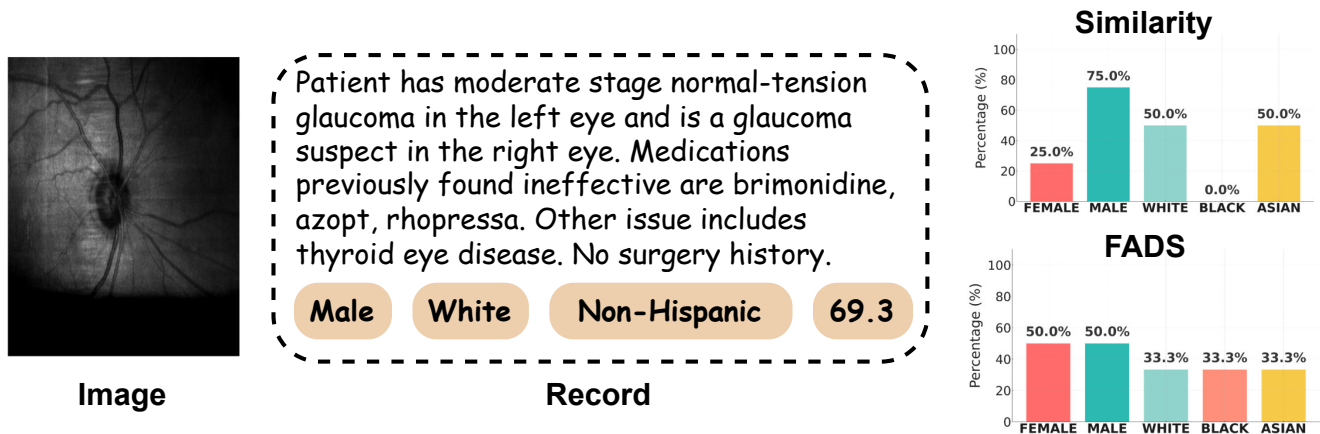 Patient has moderate stage normal-tension
glaucoma in the left eye and is a glaucoma
suspect in the right eye. Medications
previously found ineffective are brimonidine,
azopt, rhopressa. Other issue includes
thyroid eye disease. No surgery history.
Male White Non-Hispanic 69.3
Image
Record
Similarity
Percentage (%)
100
80
60
40
20
0
25.0%
75.0%
50.0%
0.0%
50.0%
FEMALE MALE WHITE BLACK ASIAN
FADS
Percentage (%)
100
80
60
40
20
0
50.0%
50.0%
33.3%
33.3%
33.3%
FEMALE MALE WHITE BLACK ASIAN